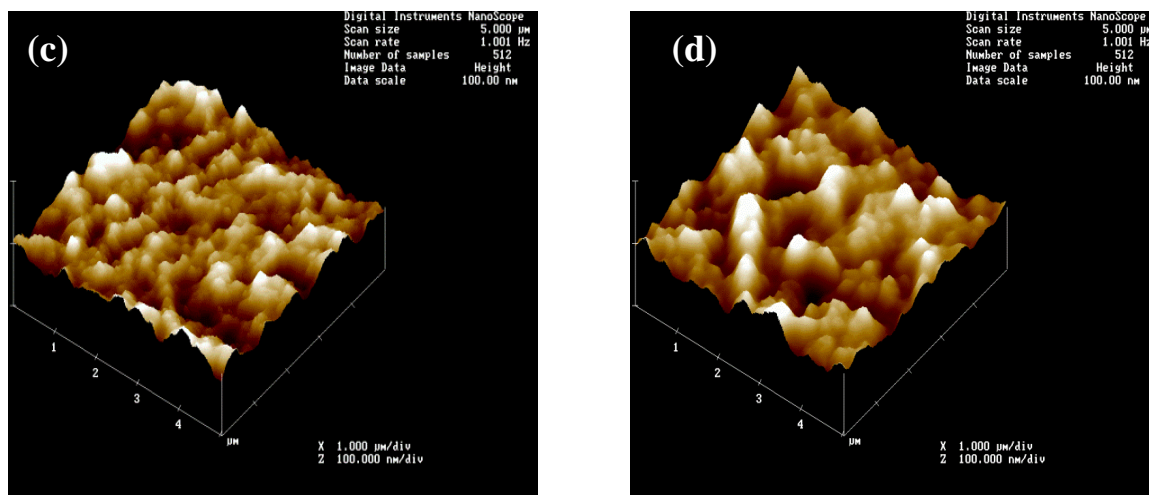 (c)
Digital Instruments NanoScope
Scan size 5.000 µm
Scan rate 1.001 Hz
Number of samples 512
Image Data Height
Data scale 100.00 nm
1
2
3
4
µm
X 1.000 µm/div
Z 100.000 nm/div
(d)
Digital Instruments NanoScope
Scan size 5.000 µm
Scan rate 1.001 Hz
Number of samples 512
Image Data Height
Data scale 100.00 nm
1
2
3
4
µm
X 1.000 µm/div
Z 100.000 nm/div